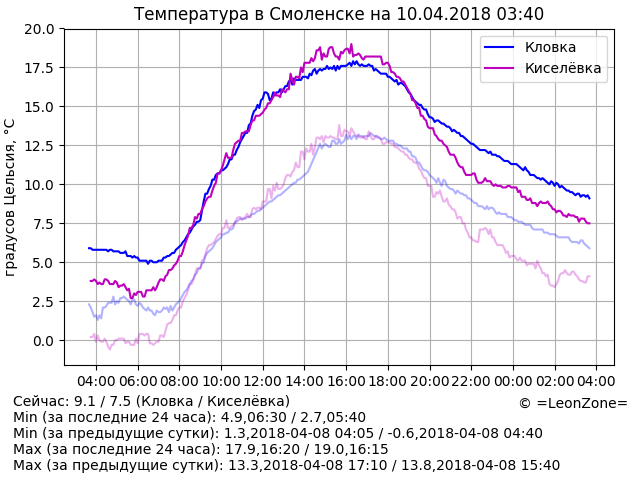 Температура в Смоленске на 10.04.2018 03:40
градусов Цельсия, °C
20.0
17.5
15.0
12.5
10.0
7.5
5.0
2.5
0.0
Кловка
Киселёвка
04:00 06:00 08:00 10:00 12:00 14:00 16:00 18:00 20:00 22:00 00:00 02:00 04:00
Сейчас: 9.1 / 7.5 (Кловка / Киселёвка)
© =LeonZone=
Min (за последние 24 часа): 4.9,06:30 / 2.7,05:40
Min (за предыдущие сутки): 1.3,2018-04-08 04:05 / -0.6,2018-04-08 04:40
Max (за последние 24 часа): 17.9,16:20 / 19.0,16:15
Max (за предыдущие сутки): 13.3,2018-04-08 17:10 / 13.8,2018-04-08 15:40